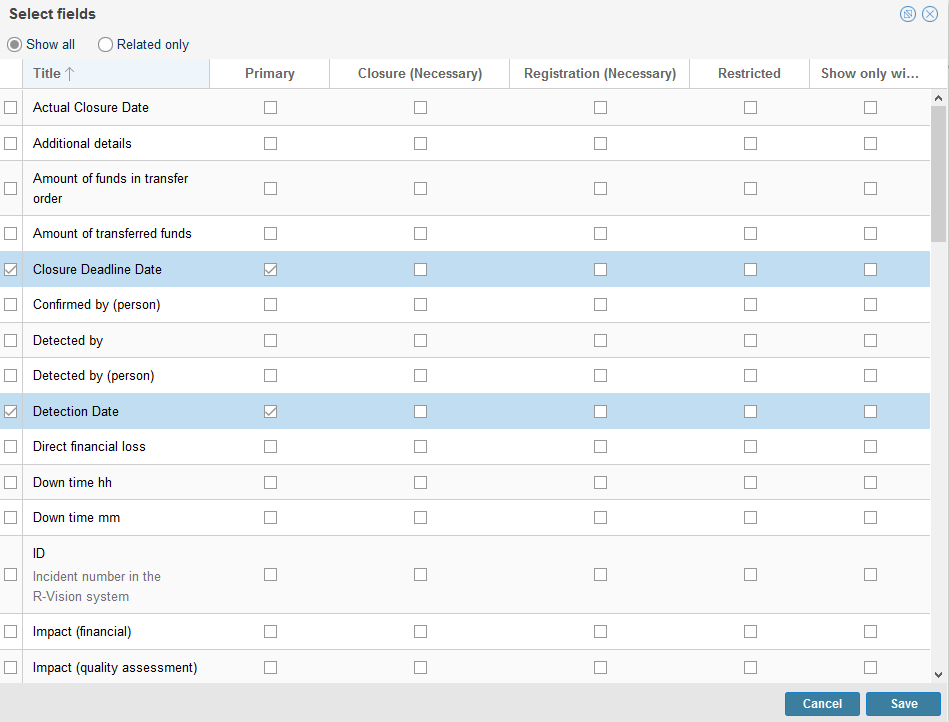 Select fields
Show all Related only
Title Primary Closure (Necessary) Registration (Necessary) Restricted Show only wi...
Actual Closure Date
Additional details
Amount of funds in transfer
order
Amount of transferred funds
Closure Deadline Date
Confirmed by (person)
Detected by
Detected by (person)
Detection Date
Direct financial loss
Down time hh
Down time mm
ID
Incident number in the
R-Vision system
Impact (financial)
Impact (quality assessment)
Cancel Save